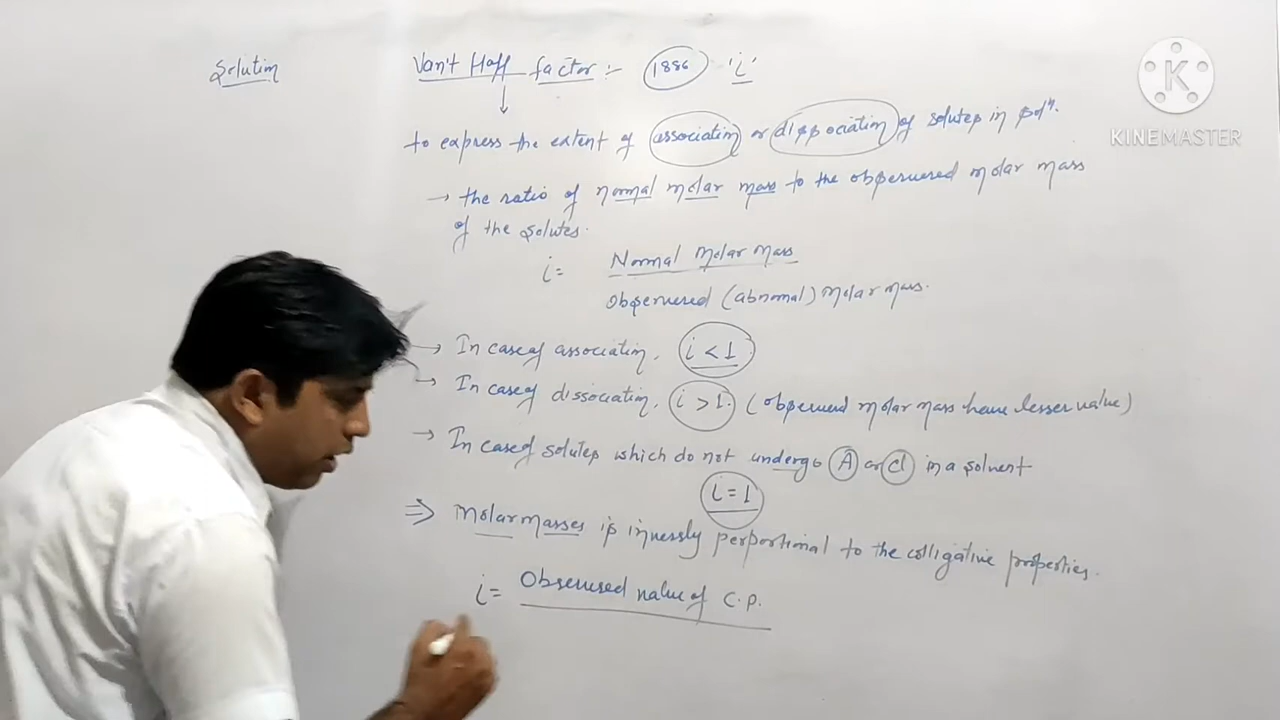 Solution
Van't Hoff factor :- 1886 'i'
to express the extent of association or dissociation of solutes in solⁿ.
→ the ratio of normal molar mass to the observed molar mass
of the solutes.
i = Normal molar mass
Observed (abnormal) molar mass.
→ In case of association, i < 1
→ In case of dissociation, i > 1. (observed molar mass have lesser value)
→ In case of solutes which do not undergo A or d in a solvent
i = 1
⇒ Molar masses is inversly perportional to the colligative properties.
i = Observed value of C.P.
K
KINEMASTER